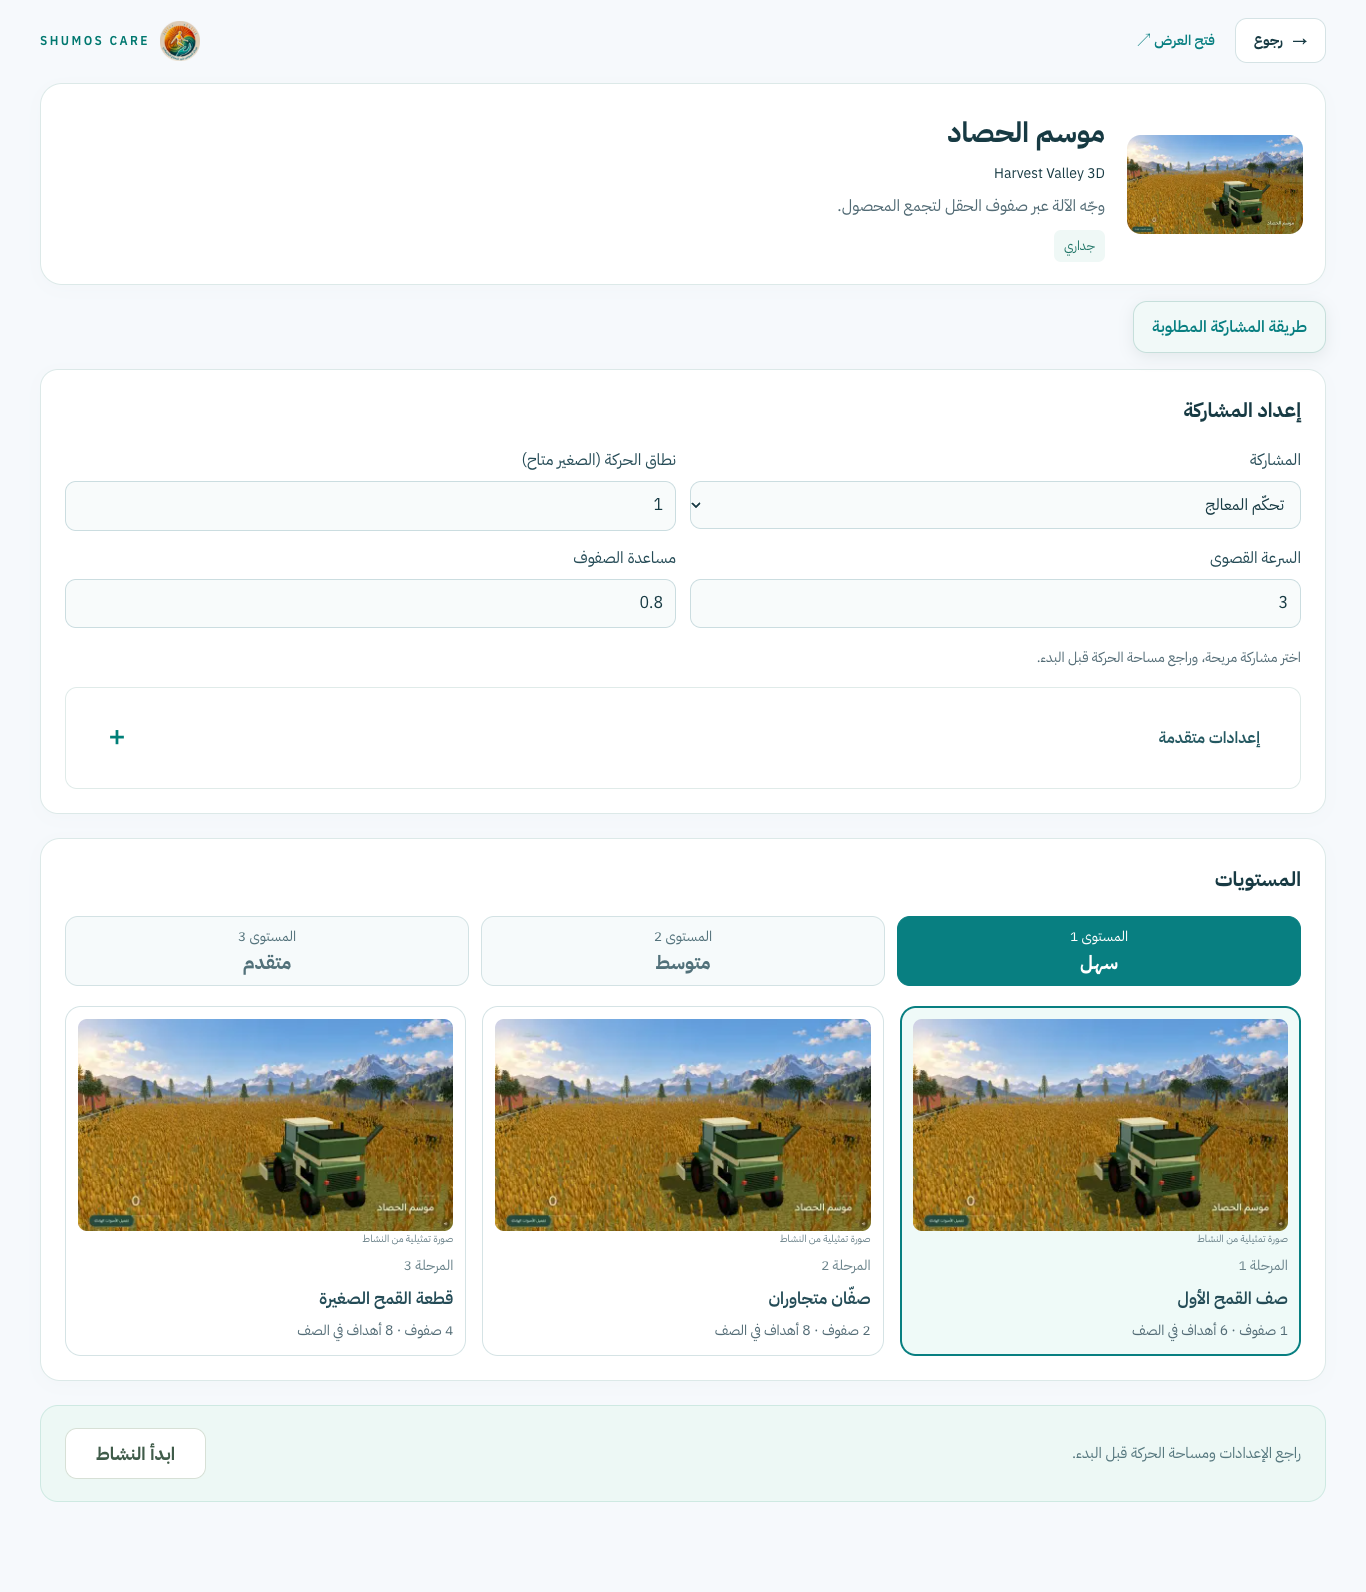 → رجوع
فتح العرض ↗
SHUMOS CARE
موسم الحصاد
Harvest Valley 3D
وجّه الآلة عبر صفوف الحقل لتجمع المحصول.
جداري
موسم الحصاد
طريقة المشاركة المطلوبة
إعداد المشاركة
المشاركة
تحكّم المعالج
نطاق الحركة (الصغير متاح)
1
السرعة القصوى
3
مساعدة الصفوف
0.8
اختر مشاركة مريحة، وراجع مساحة الحركة قبل البدء.
إعدادات متقدمة
+
المستويات
المستوى 1
سهل
المستوى 2
متوسط
المستوى 3
متقدم
موسم الحصاد
0
صورة تمثيلية من النشاط
المرحلة 1
صف القمح الأول
1 صفوف · 6 أهداف في الصف
موسم الحصاد
0
صورة تمثيلية من النشاط
المرحلة 2
صفّان متجاوران
2 صفوف · 8 أهداف في الصف
موسم الحصاد
0
صورة تمثيلية من النشاط
المرحلة 3
قطعة القمح الصغيرة
4 صفوف · 8 أهداف في الصف
راجع الإعدادات ومساحة الحركة قبل البدء.
ابدأ النشاط